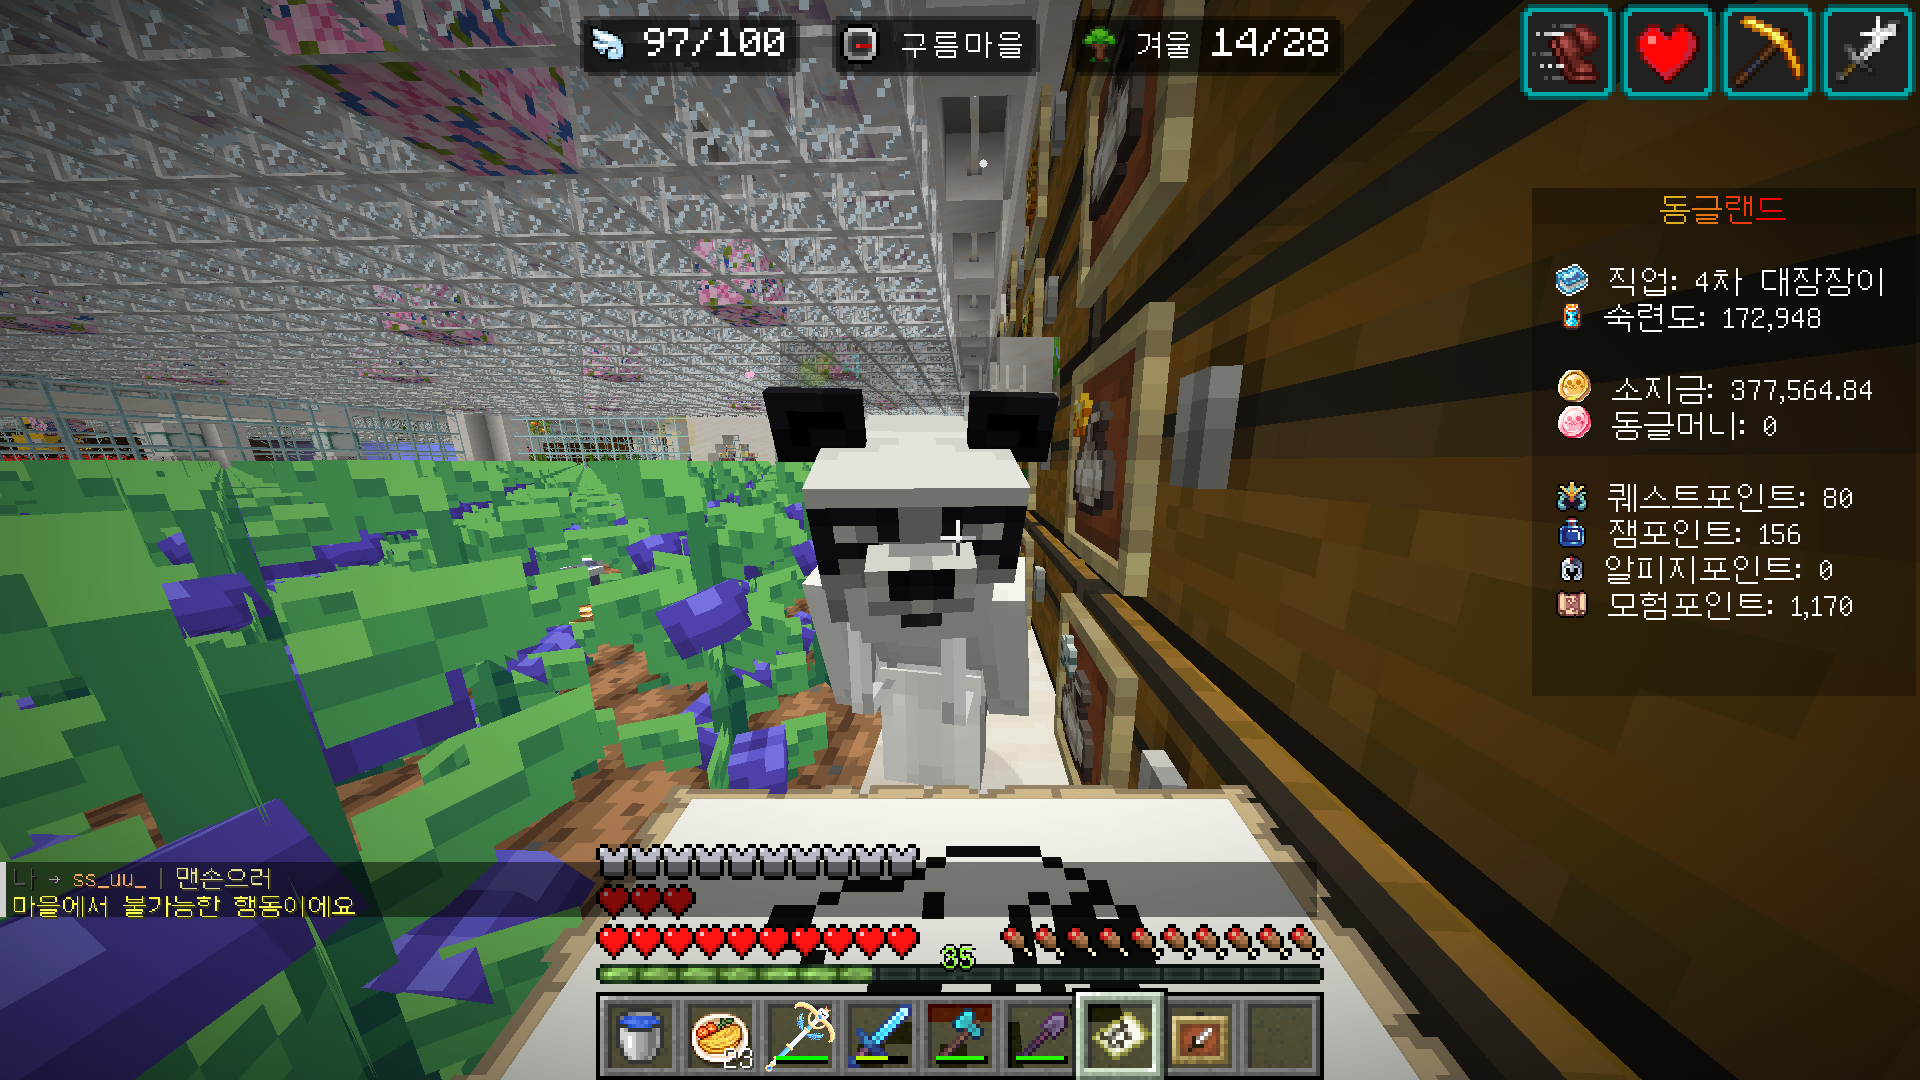 97/100
구름마을
겨울 14/28
동글랜드
직업: 4차 대장장이
숙련도: 172,948
소지금: 377,564.84
동글머니: 0
퀘스트포인트: 80
잼포인트: 156
알피지포인트: 0
모험포인트: 1,170
나 → ss_uu_ | 맨손으러
마을에서 불가능한 행동이에요
35
23